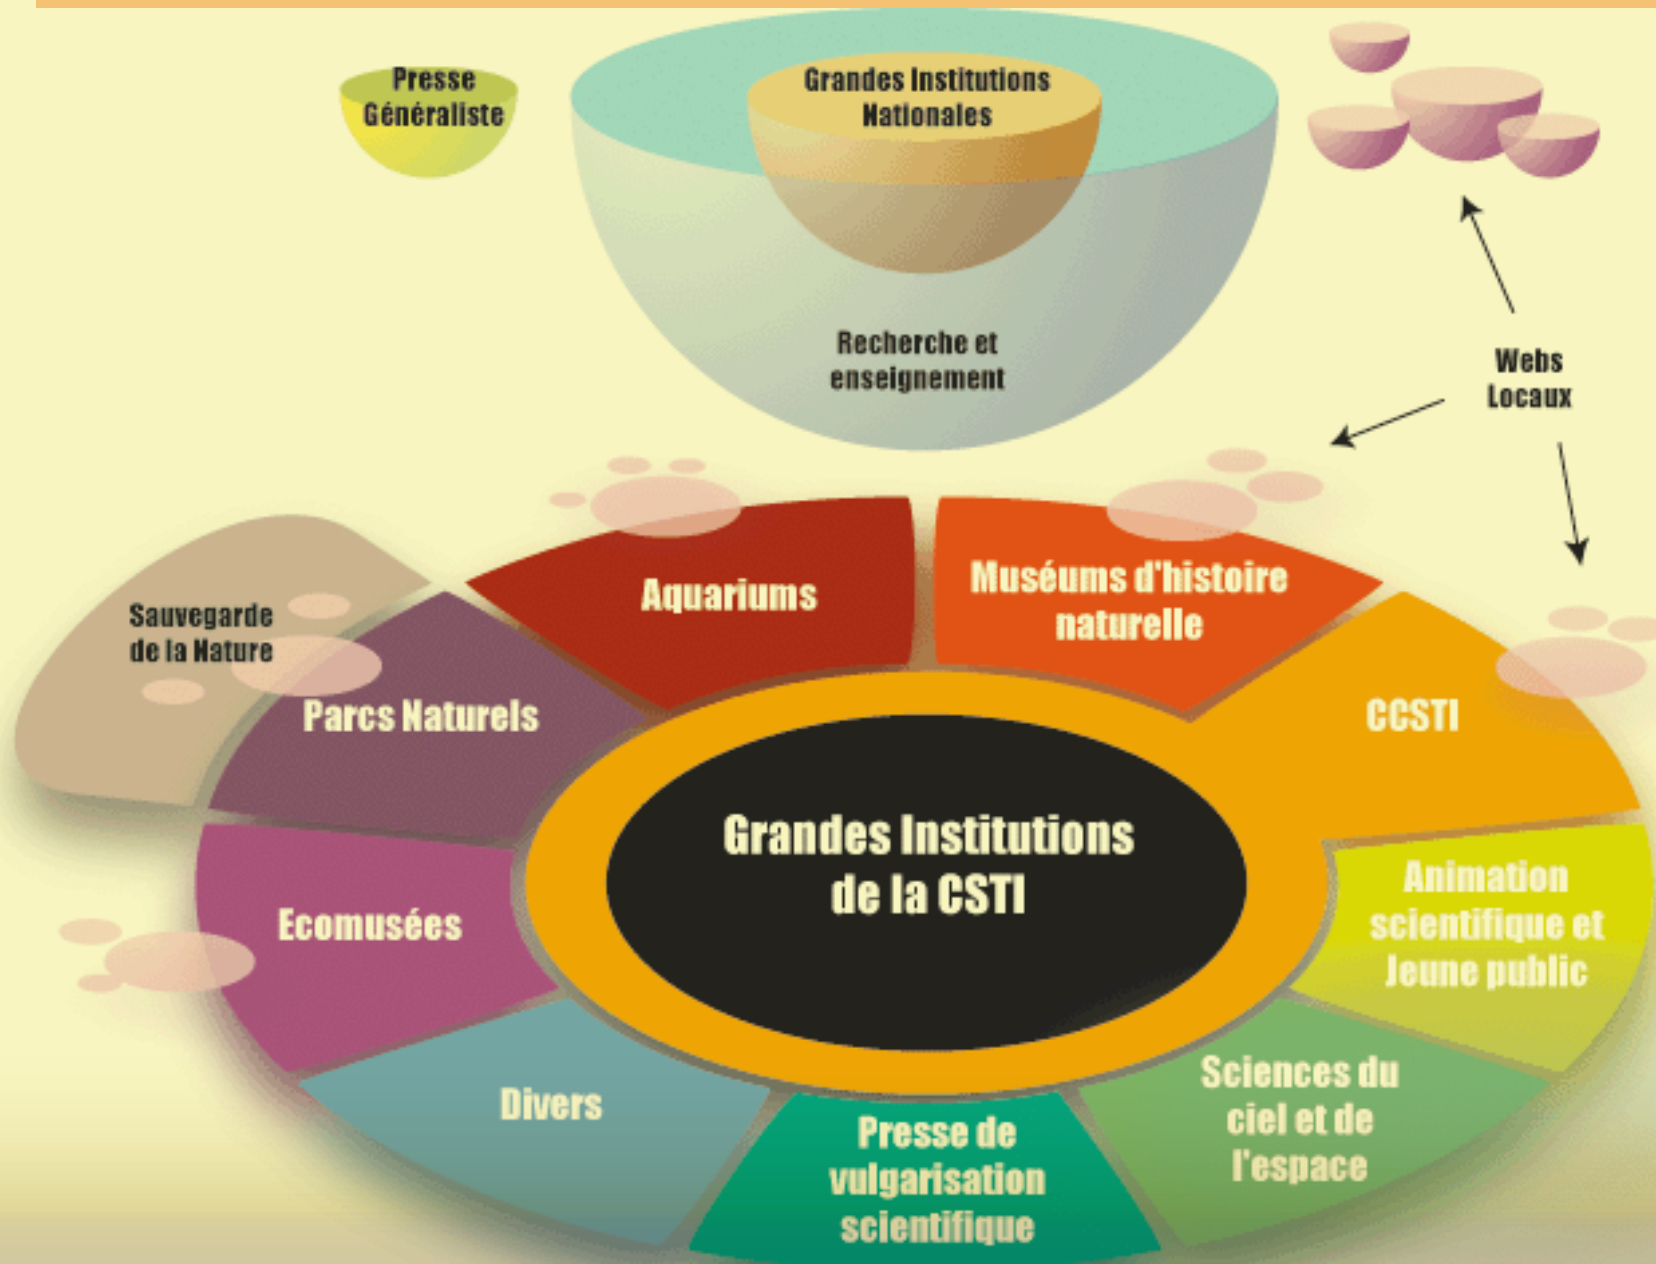 Presse
Généraliste
Grandes Institutions
Nationales
Recherche et
enseignement
Webs
Locaux
Sauvegarde
de la Nature
Parcs Naturels
Aquariums
Muséums d'histoire
naturelle
CCSTI
Grandes Institutions
de la CSTI
Animation
scientifique et
Jeune public
Ecomusées
Divers
Presse de
vulgarisation
scientifique
Sciences du
ciel et de
l'espace